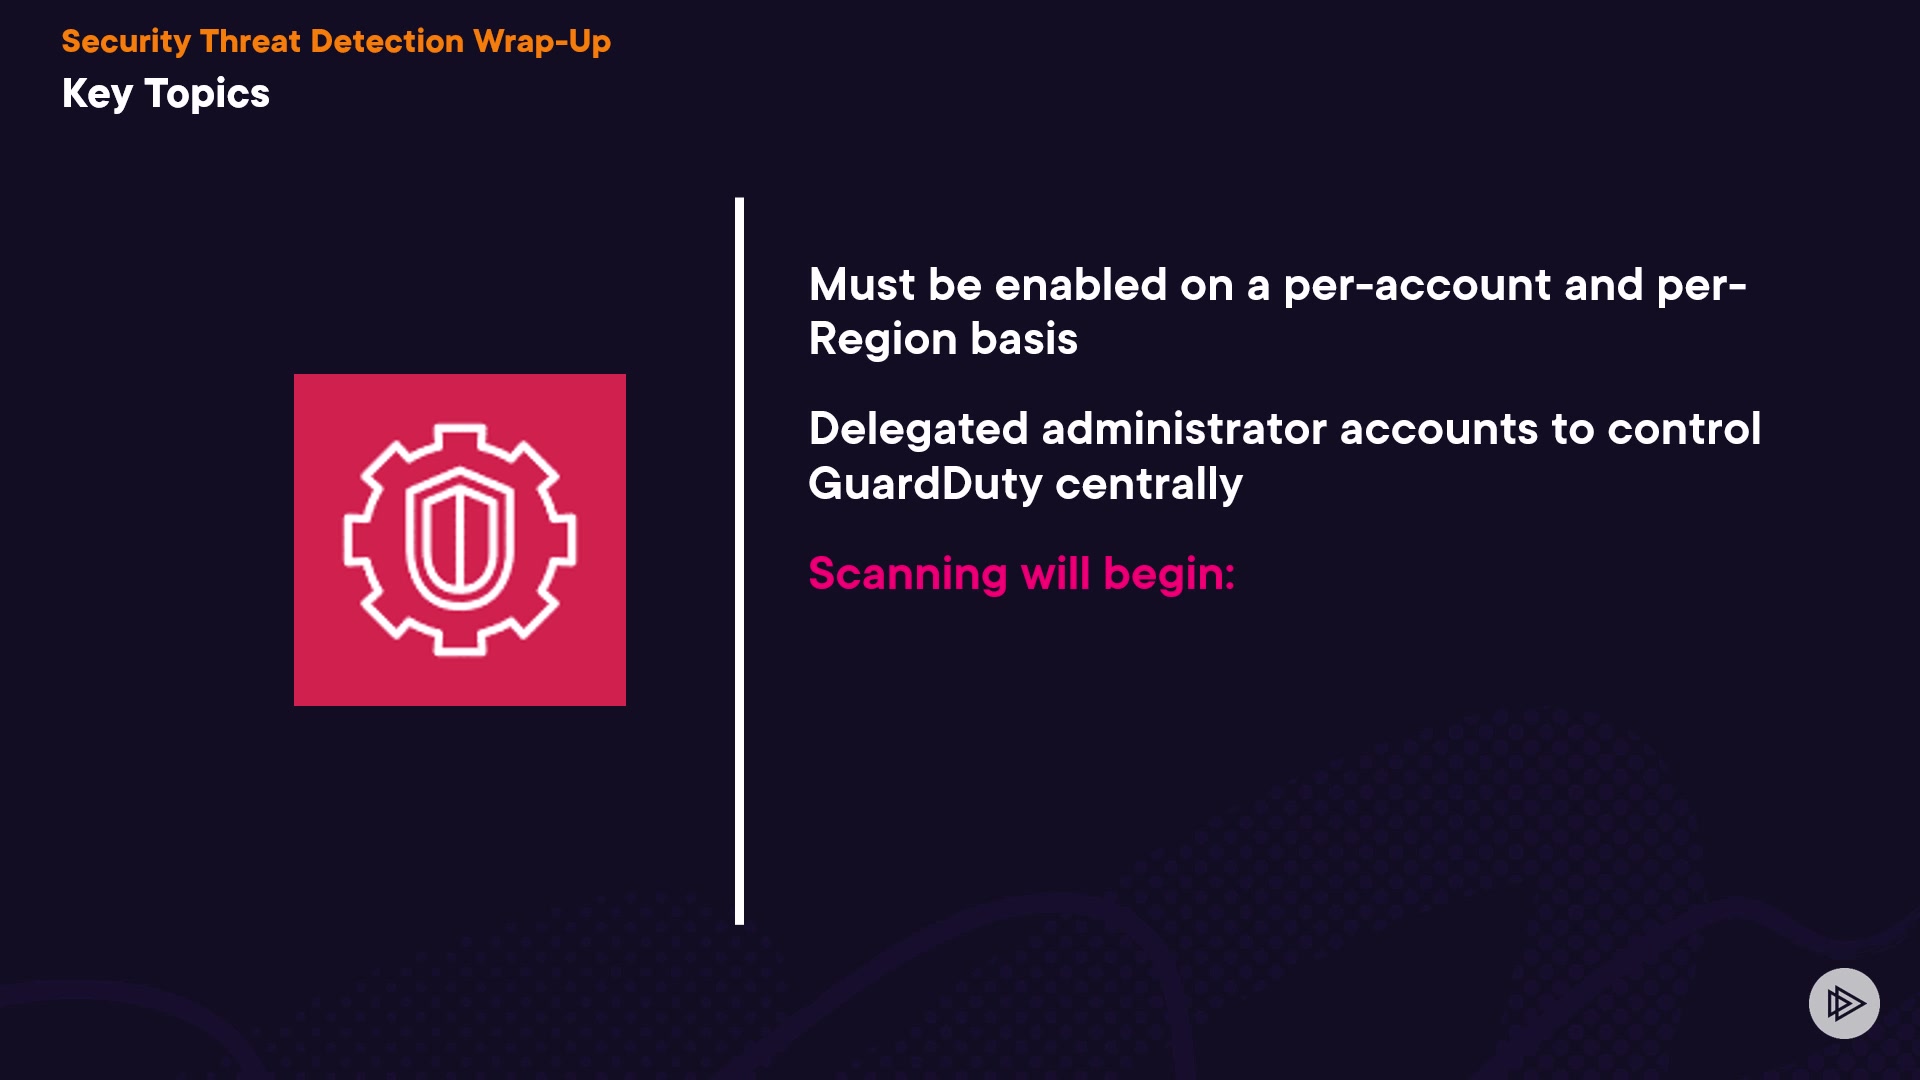 Security Threat Detection Wrap-Up
Key Topics
Must be enabled on a per-account and per-
Region basis
Delegated administrator accounts to control
GuardDuty centrally
Scanning will begin: